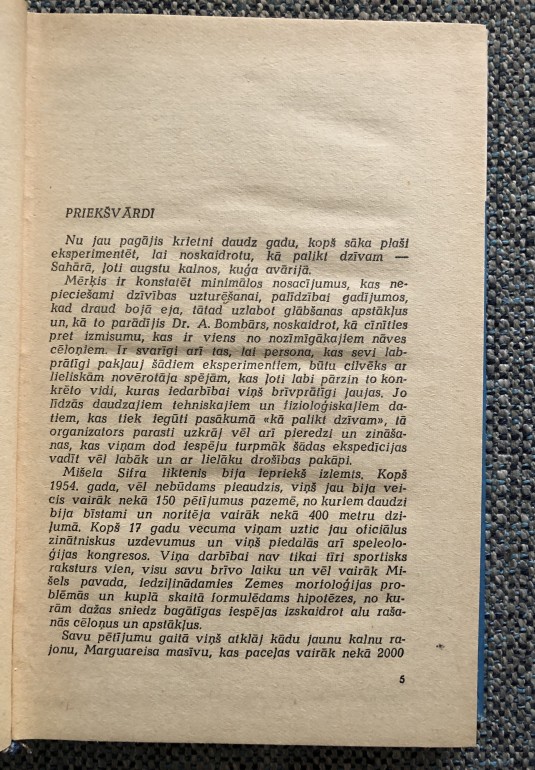 PRIEKŠVĀRDI
Nu jau pagājis krietni daudz gadu, kopš sāka plaši
eksperimentēt, lai noskaidrotu, kā palikt dzīvam —
Sahārā, ļoti augstu kalnos, kuģa avārijā.
Mērķis ir konstatēt minimālos nosacījumus, kas ne-
pieciešami dzīvības uzturēšanai, palīdzībai gadījumos,
kad draud bojā eja, tātad uzlabot glābšanas apstākļus
un, kā to parādījis Dr. A. Bombārs, noskaidrot, kā cīnīties
pret izmisumu, kas ir viens no nozīmīgākajiem nāves
cēloņiem. Ir svarīgi arī tas, lai persona, kas sevi lab-
prātīgi pakļauj šādiem eksperimentiem, būtu cilvēks ar
lieliskām novērotāja spējām, kas ļoti labi pārzin to kon-
krēto vidi, kuras iedarbībai viņš brīvprātīgi ļaujas. Jo
līdzās daudzajiem tehniskajiem un fizioloģiskajiem da-
tiem, kas tiek iegūti pasākumā «kā palikt dzīvam», tā
organizators parasti uzkrāj vēl arī pieredzi un zināša-
nas, kas viņam dod iespēju turpmāk šādas ekspedīcijas
vadīt vēl labāk un ar lielāku drošības pakāpi.
Mišela Sifra liktenis bija iepriekš izlemts. Kopš
1954. gada, vēl nebūdams pieaudzis, viņš jau bija vei-
cis vairāk nekā 150 pētījumus pazemē, no kuriem daudzi
bija bīstami un noritēja vairāk nekā 400 metru dzi-
ļumā. Kopš 17 gadu vecuma viņam uztic jau oficiālus
zinātniskus uzdevumus un viņš piedalās arī speleolo-
ģijas kongresos. Viņa darbībai nav tikai tīri sportisks
raksturs vien, visu savu brīvo laiku un vēl vairāk Mi-
šels pavada, iedziļinādamies Zemes morfoloģijas pro-
blēmās un kuplā skaitā formulēdams hipotēzes, no ku-
rām dažas sniedz bagātīgas iespējas izskaidrot alu raša-
nās cēloņus un apstākļus.
Savu pētījumu gaitā viņš atklāj kādu jaunu kalnu ra-
jonu, Marguareisa masīvu, kas paceļas vairāk nekā 2000
5